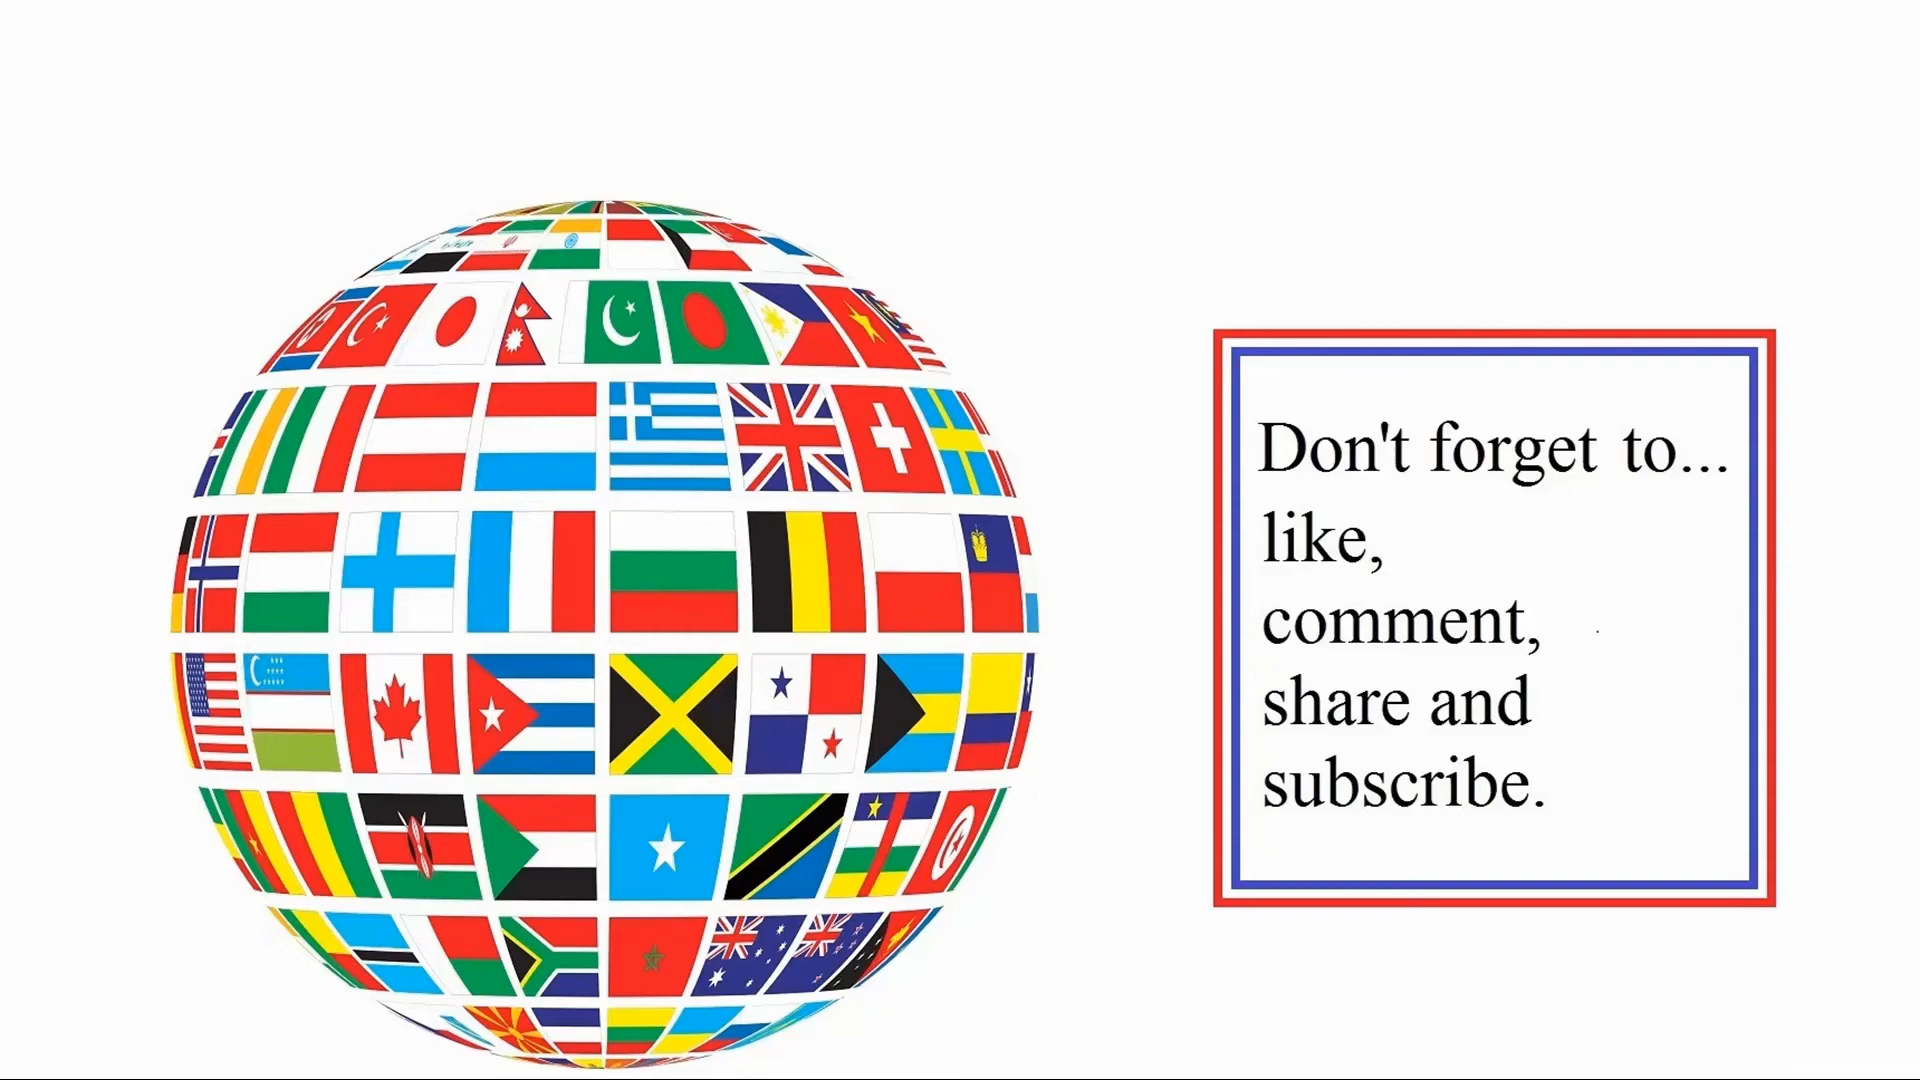 Don't forget to...
like,
comment,
share and
subscribe.